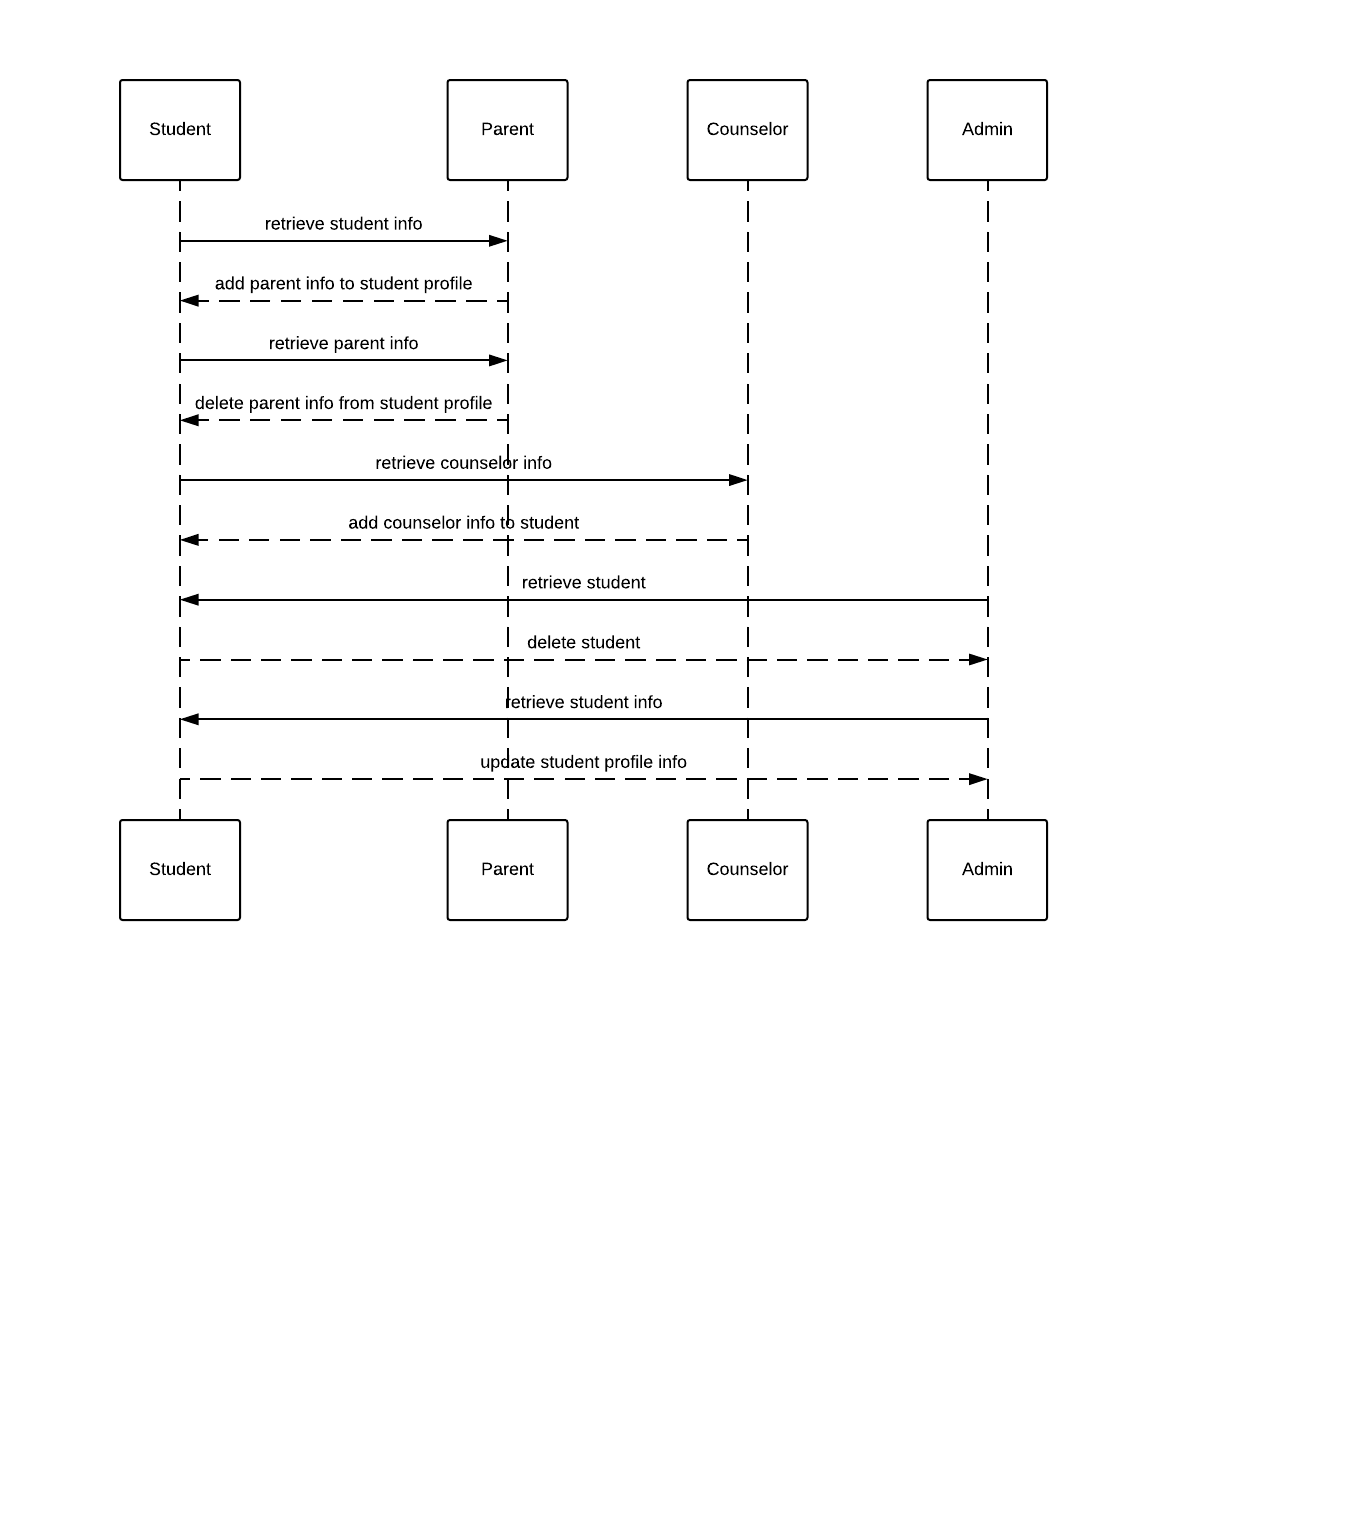 Student
Parent
Counselor
Admin
retrieve student info
add parent info to student profile
retrieve parent info
delete parent info from student profile
retrieve counselor info
add counselor info to student
retrieve student
delete student
retrieve student info
update student profile info
Student
Parent
Counselor
Admin